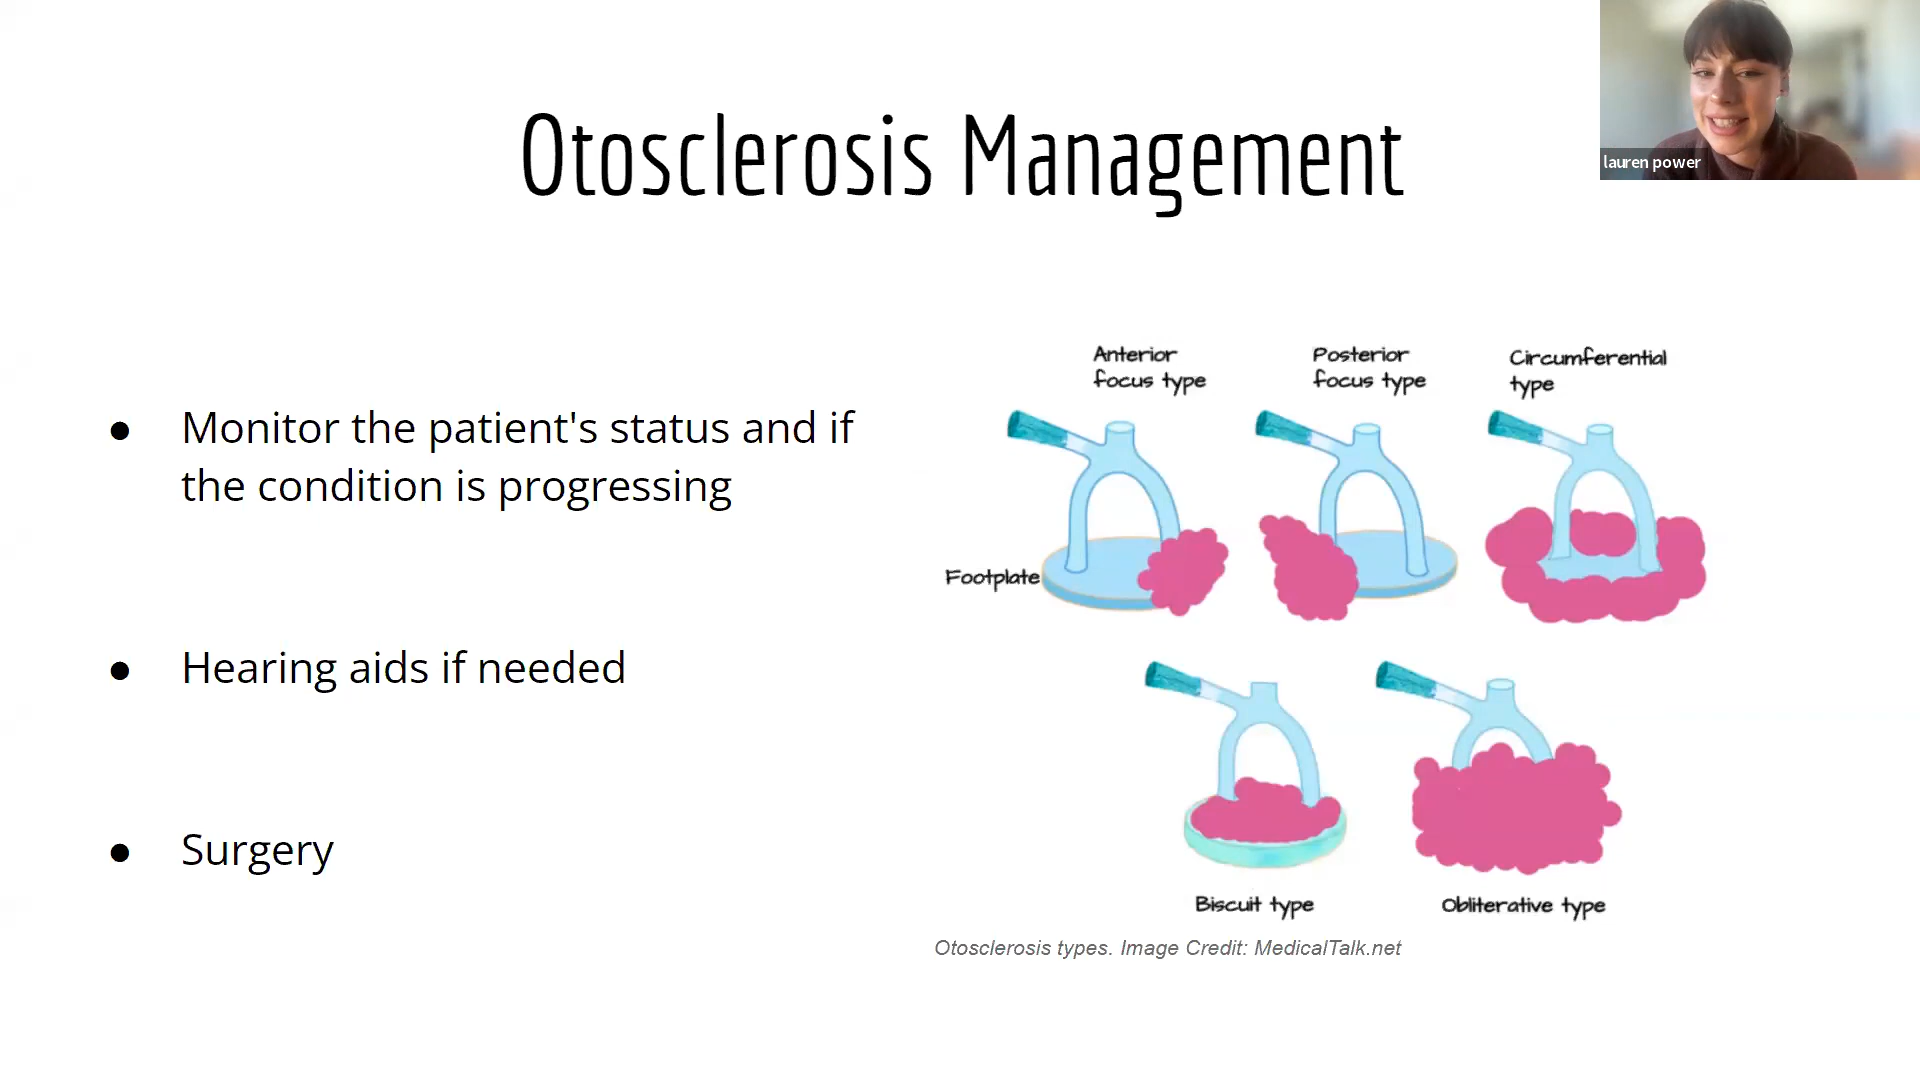 lauren power
Otosclerosis Management
● Monitor the patient's status and if
the condition is progressing
● Hearing aids if needed
● Surgery
Anterior
focus type
Posterior
focus type
Circumferential
type
Footplate
Biscuit type
Obliterative type
Otosclerosis types. Image Credit: MedicalTalk.net